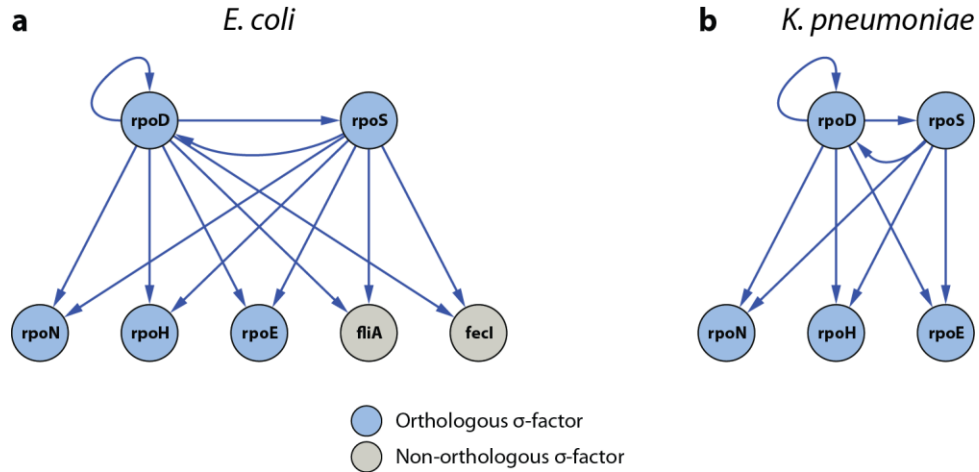 a E. coli
rpoD rpoS
rpoN rpoH rpoE fliA fecI
b K. pneumoniae
rpoD rpoS
rpoN rpoH rpoE
Orthologous σ-factor
Non-orthologous σ-factor